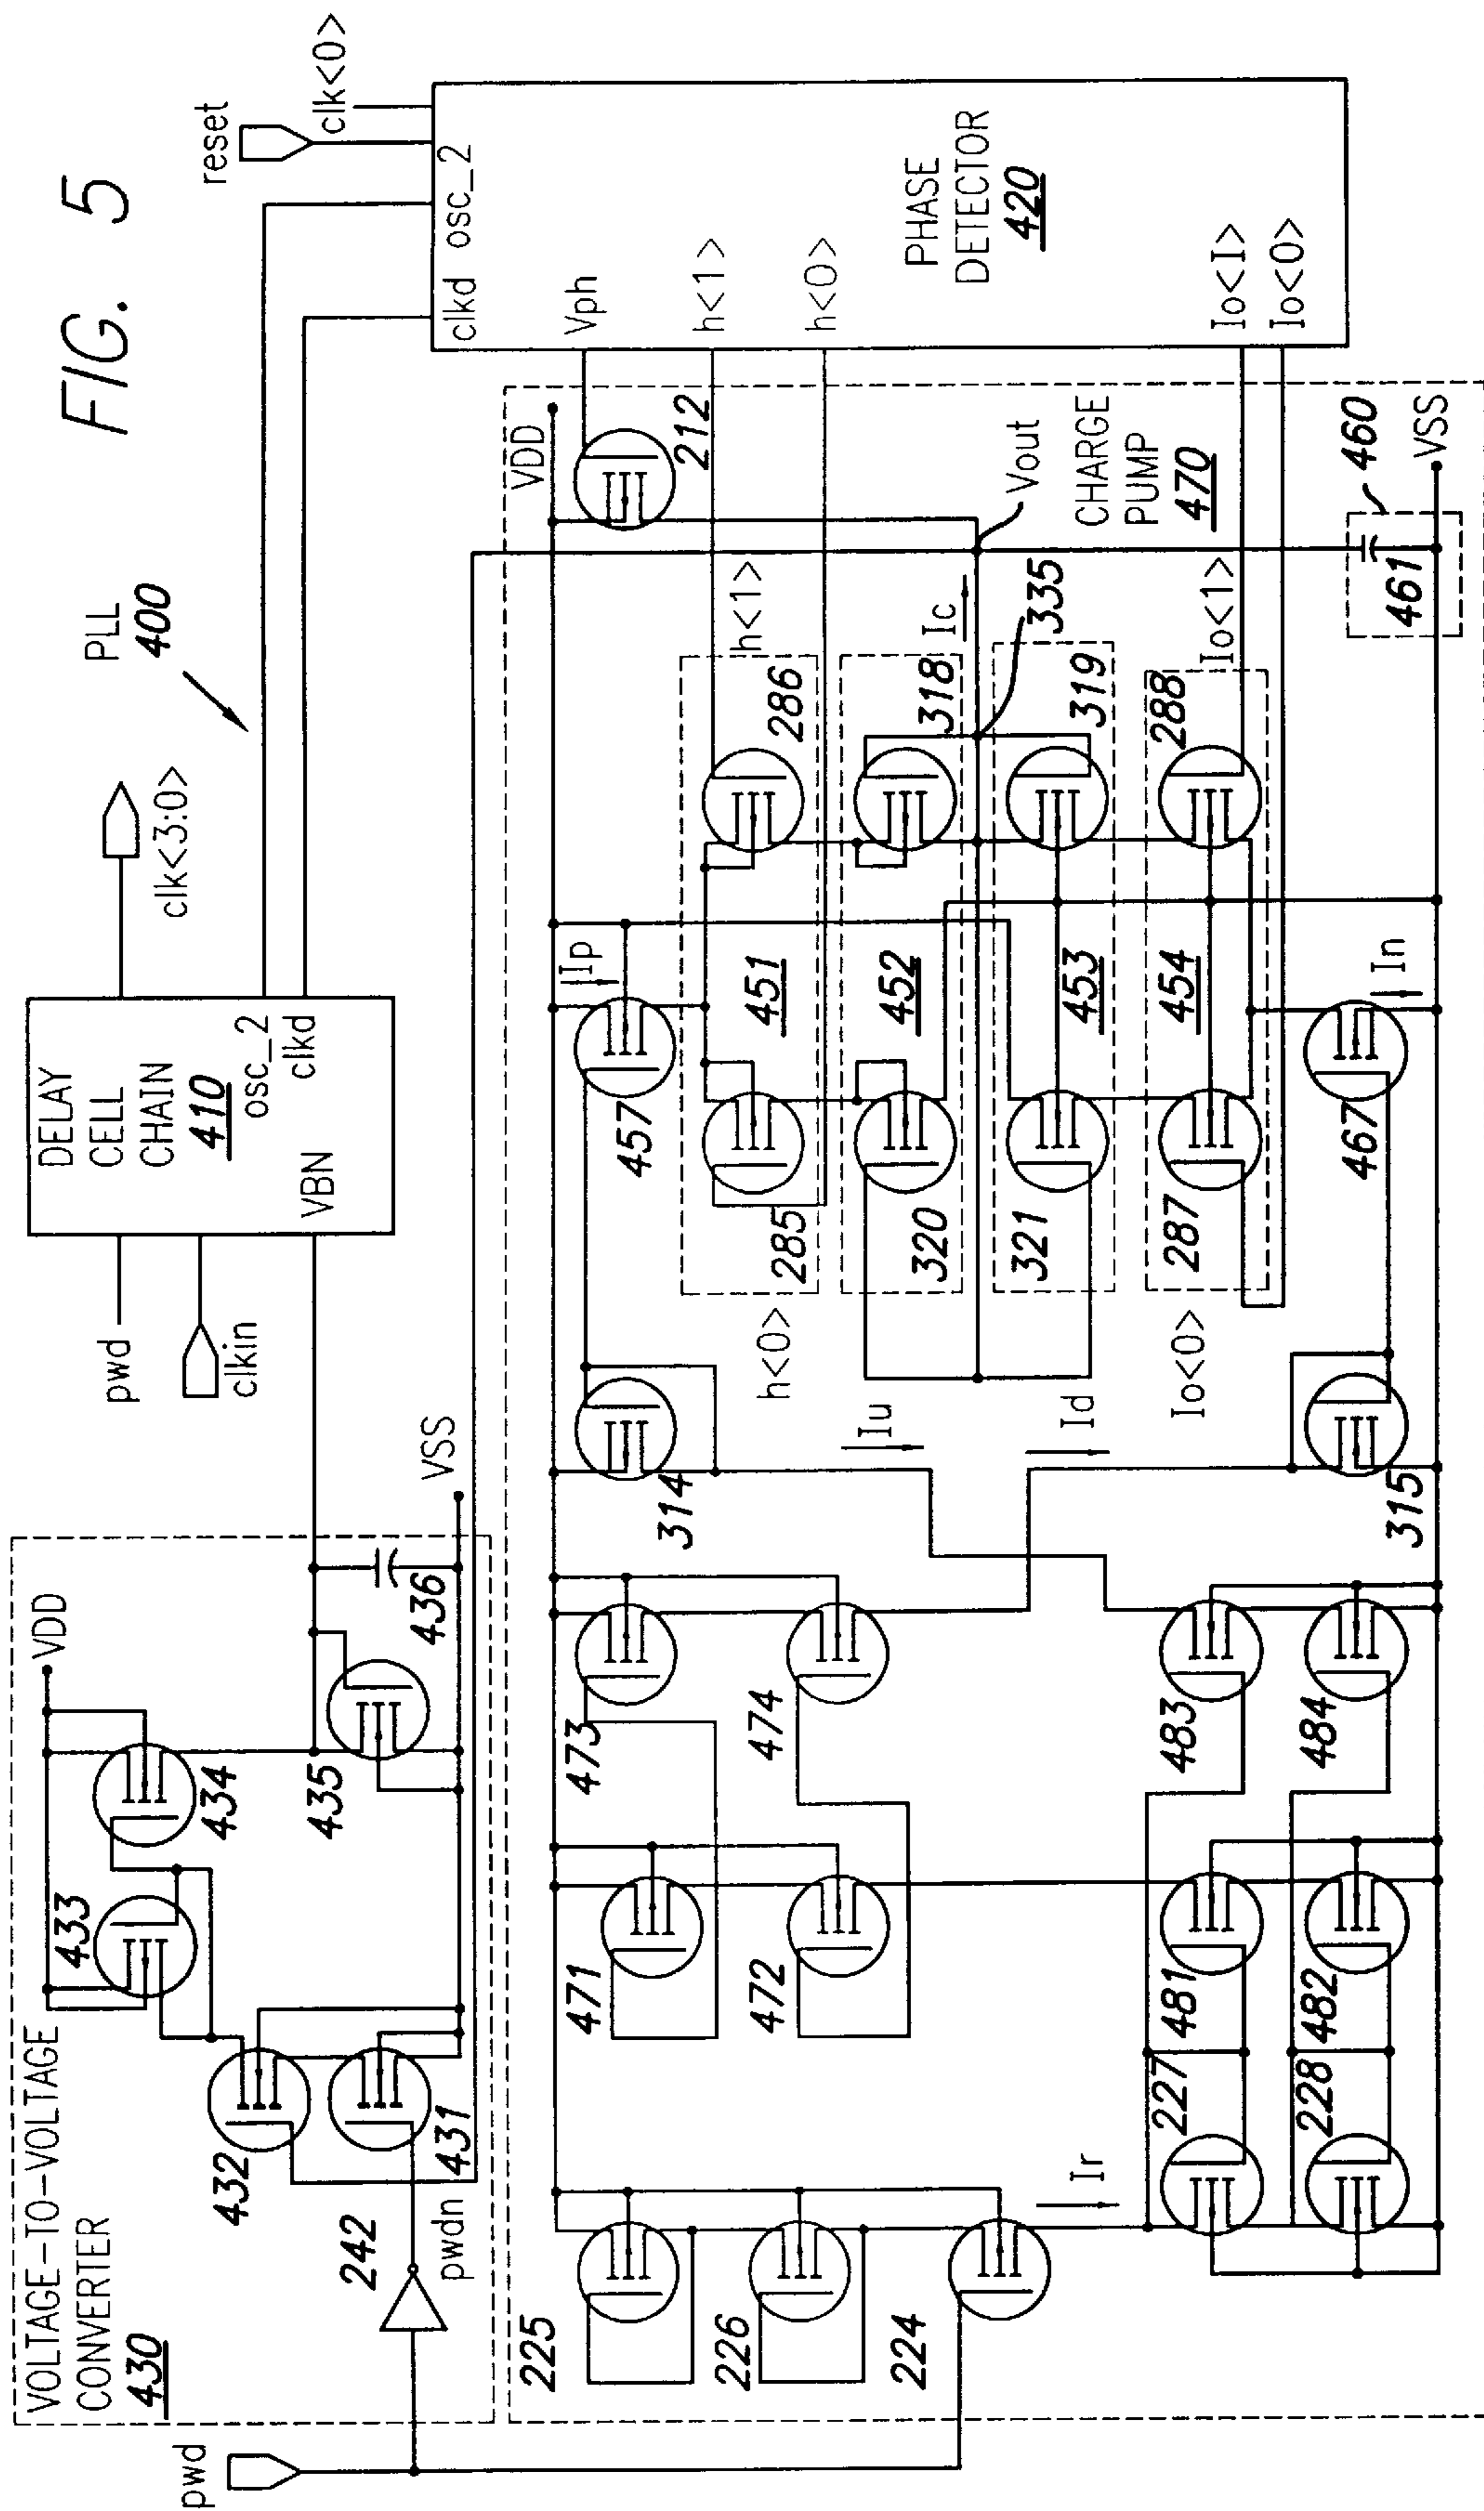 FIG. 5
PLL
400
VOLTAGE-TO-VOLTAGE
CONVERTER
430
VDD
433
434
435
436
432
431
242
pwdn
pwd
VSS
pwd
clkin
DELAY
CELL
CHAIN
410
VBN
osc_2
clkd
clk<3:0>
reset
clk<0>
clkd
osc_2
Vph
h<1>
h<0>
PHASE
DETECTOR
420
Io<I>
Io<0>
VDD
212
225
226
224
Ir
227
228
471
472
481
482
473
474
483
484
314
Iu
Id
315
457
Ip
h<0>
285
451
286
h<1>
320
452
318
Ic
335
Vout
321
453
319
CHARGE
PUMP
470
Io<0>
287
454
288
Io<1>
467
In
461
460
VSS